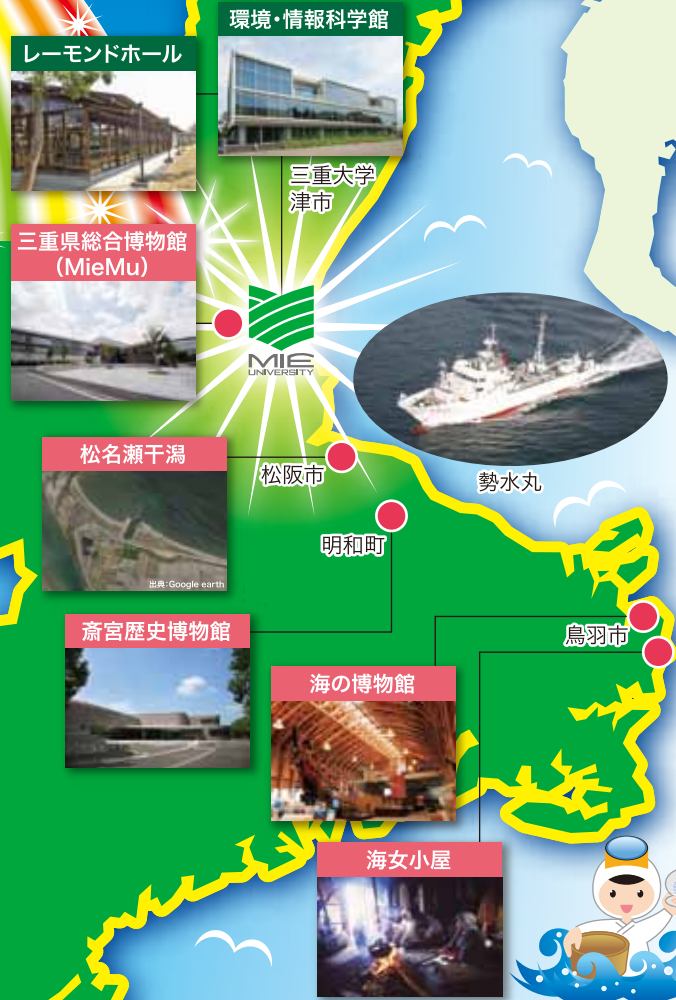 環境・情報科学館
レーモンドホール
三重大学
津市
三重県総合博物館
（MieMu）
MIE
UNIVERSITY
松名瀬干潟
松阪市
勢水丸
出典：Google earth
明和町
斎宮歴史博物館
鳥羽市
海の博物館
海女小屋